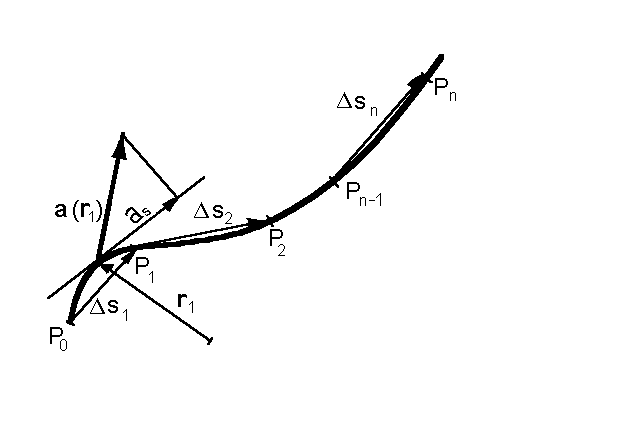 Δs n
Pn
a (r1)
as
Δs2
Pn-1
P2
P1
r1
Δs1
P0